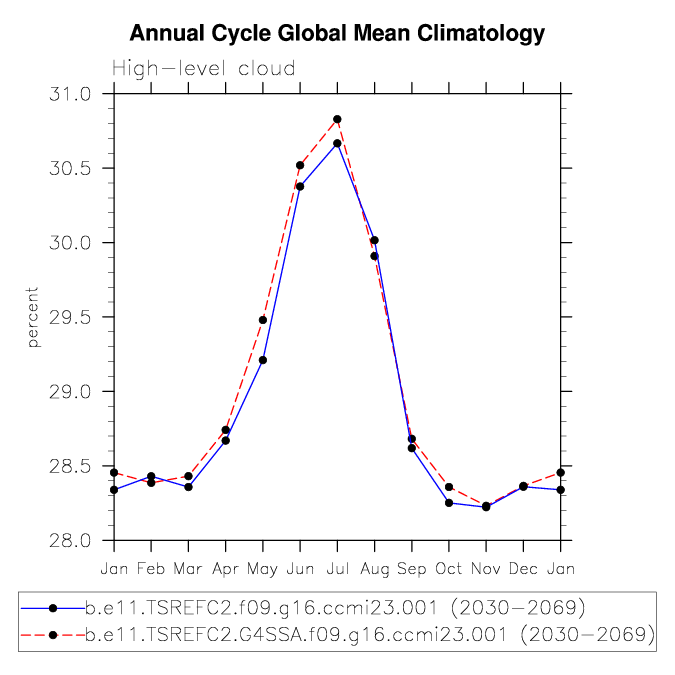 Annual Cycle Global Mean Climatology
High-level cloud
31.0
30.5
30.0
29.5
29.0
28.5
28.0
percent
Jan Feb Mar Apr May Jun Jul Aug Sep Oct Nov Dec Jan
b.e11.TSREFC2.f09.g16.ccmi23.001 (2030-2069)
b.e11.TSREFC2.G4SSA.f09.g16.ccmi23.001 (2030-2069)